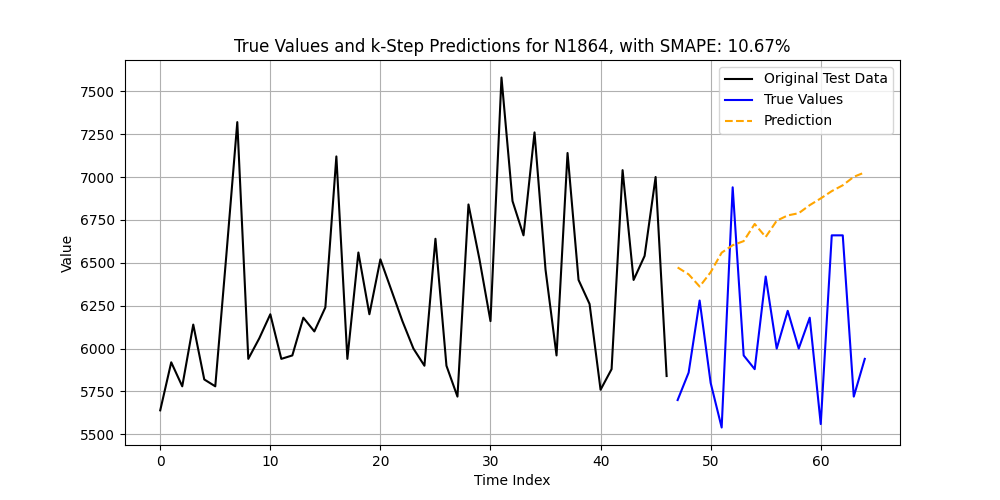 True Values and k-Step Predictions for N1864, with SMAPE: 10.67%
Original Test Data
True Values
Prediction
7500
7250
7000
6750
6500
6250
6000
5750
5500
Value
0 10 20 30 40 50 60
Time Index